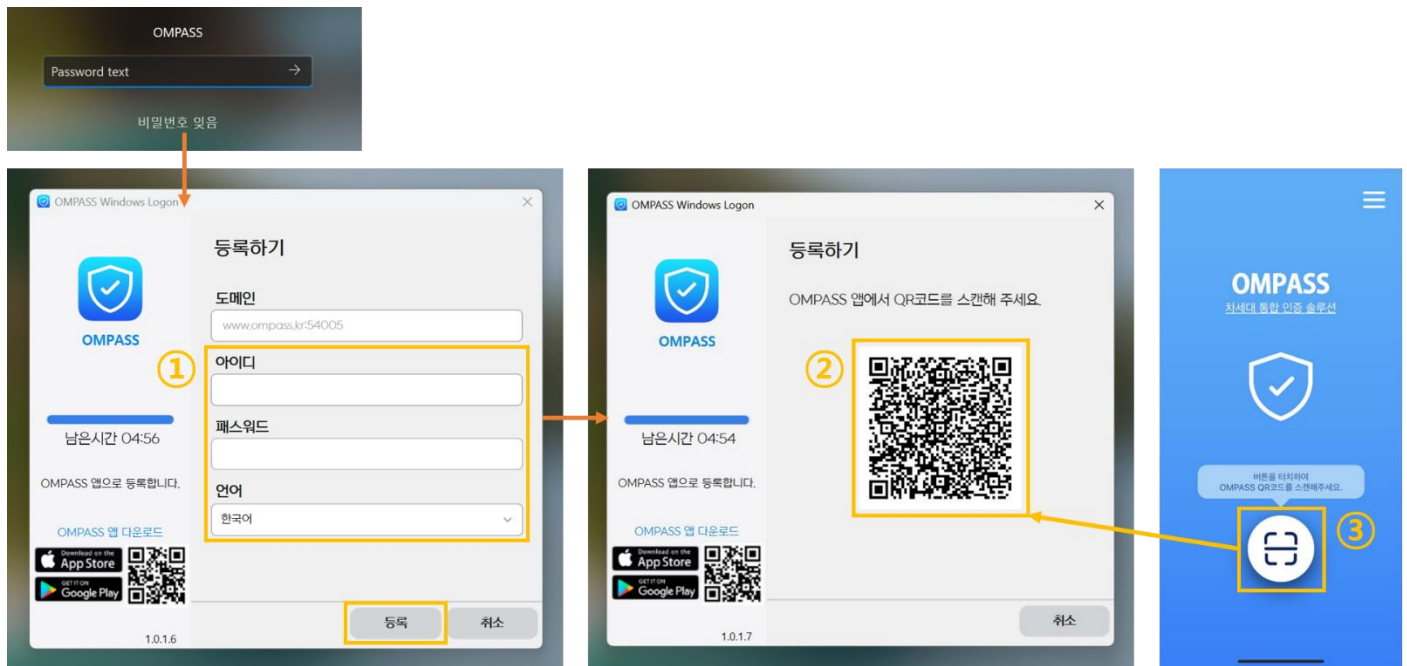 OMPASS
Password text
비밀번호 잊음
OMPASS Windows Logon
OMPASS
남은시간 04:56
OMPASS 앱으로 등록합니다.
OMPASS 앱 다운로드
Download on the
App Store
GET IT ON
Google Play
1.0.1.6
등록하기
도메인
www.ompass.kr:54005
①
아이디
패스워드
언어
한국어
등록
취소
OMPASS Windows Logon
OMPASS
남은시간 04:54
OMPASS 앱으로 등록합니다.
OMPASS 앱 다운로드
Download on the
App Store
GET IT ON
Google Play
1.0.1.7
등록하기
OMPASS 앱에서 QR코드를 스캔해 주세요.
②
취소
OMPASS
차세대 통합 인증 솔루션
버튼을 터치하여
OMPASS QR코드를 스캔해주세요.
③